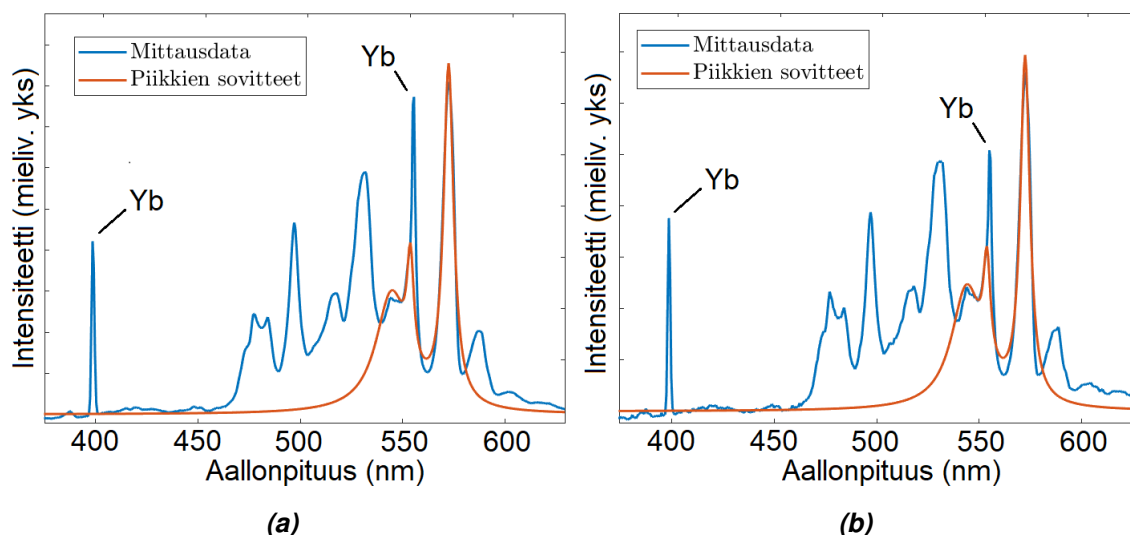 Mittausdata
Piikkien sovitteet
Yb
Yb
Intensiteetti (mieliv. yks)
400 450 500 550 600
Aallonpituus (nm)
(a)
Mittausdata
Piikkien sovitteet
Yb
Yb
Intensiteetti (mieliv. yks)
400 450 500 550 600
Aallonpituus (nm)
(b)